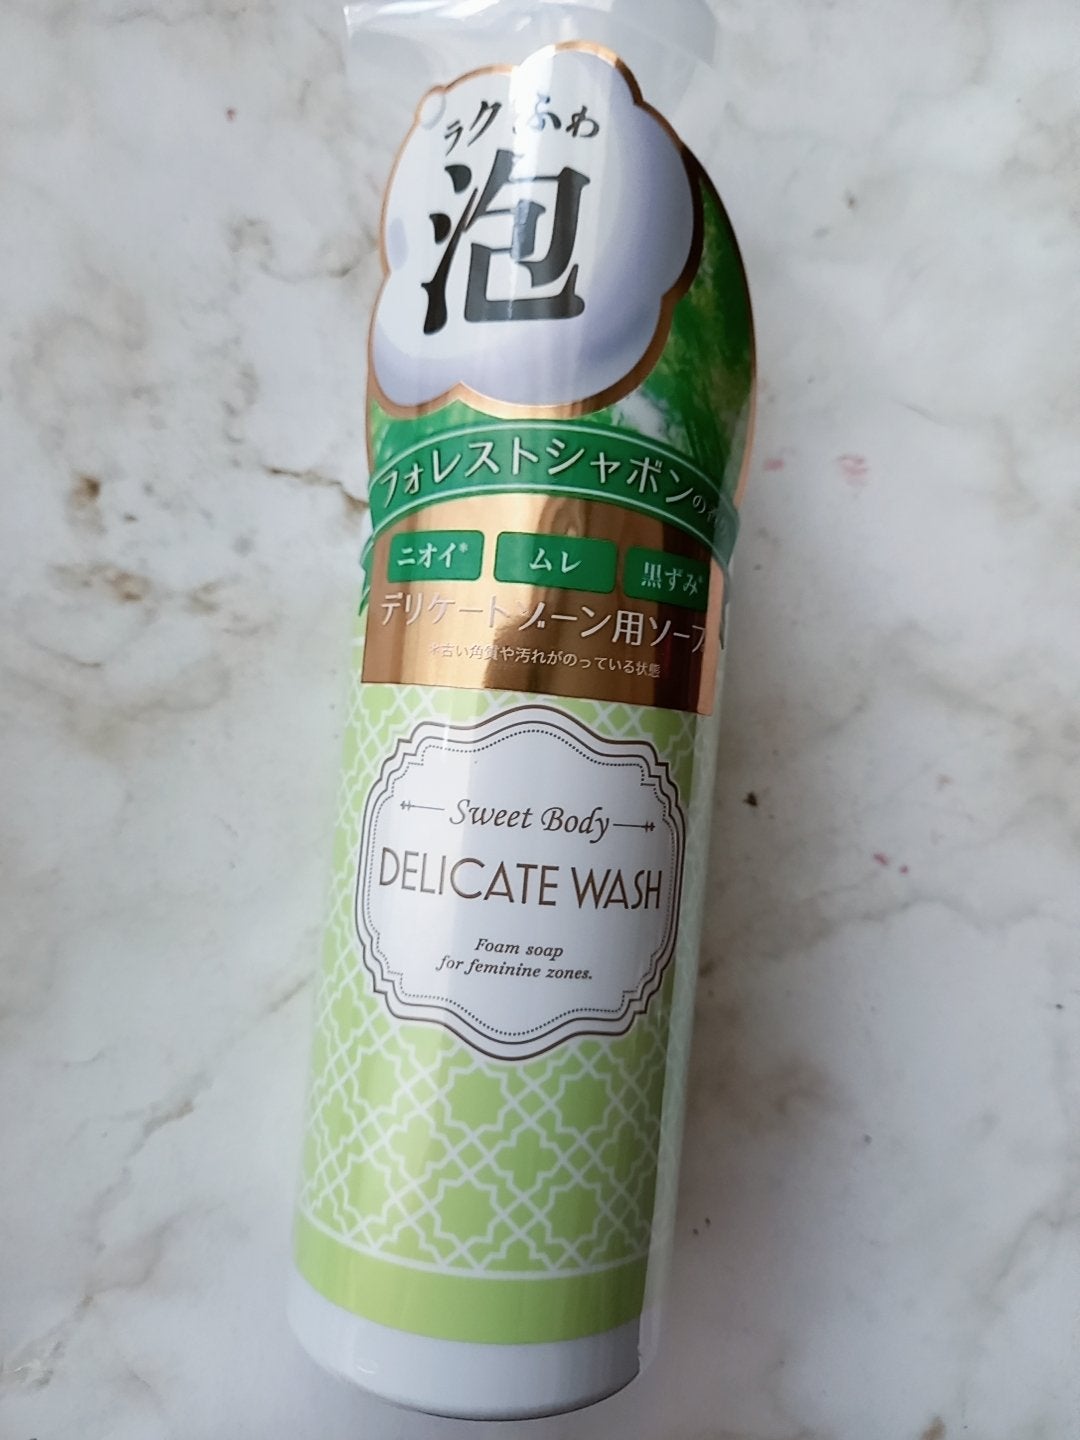 ラクふわ
泡
フォレストシャボンの香り
ニオイ* ムレ 黒ずみ*
デリケートゾーン用ソープ
*古い角質や汚れがのっている状態
Sweet Body
DELICATE WASH
Foam soap
for feminine zones.